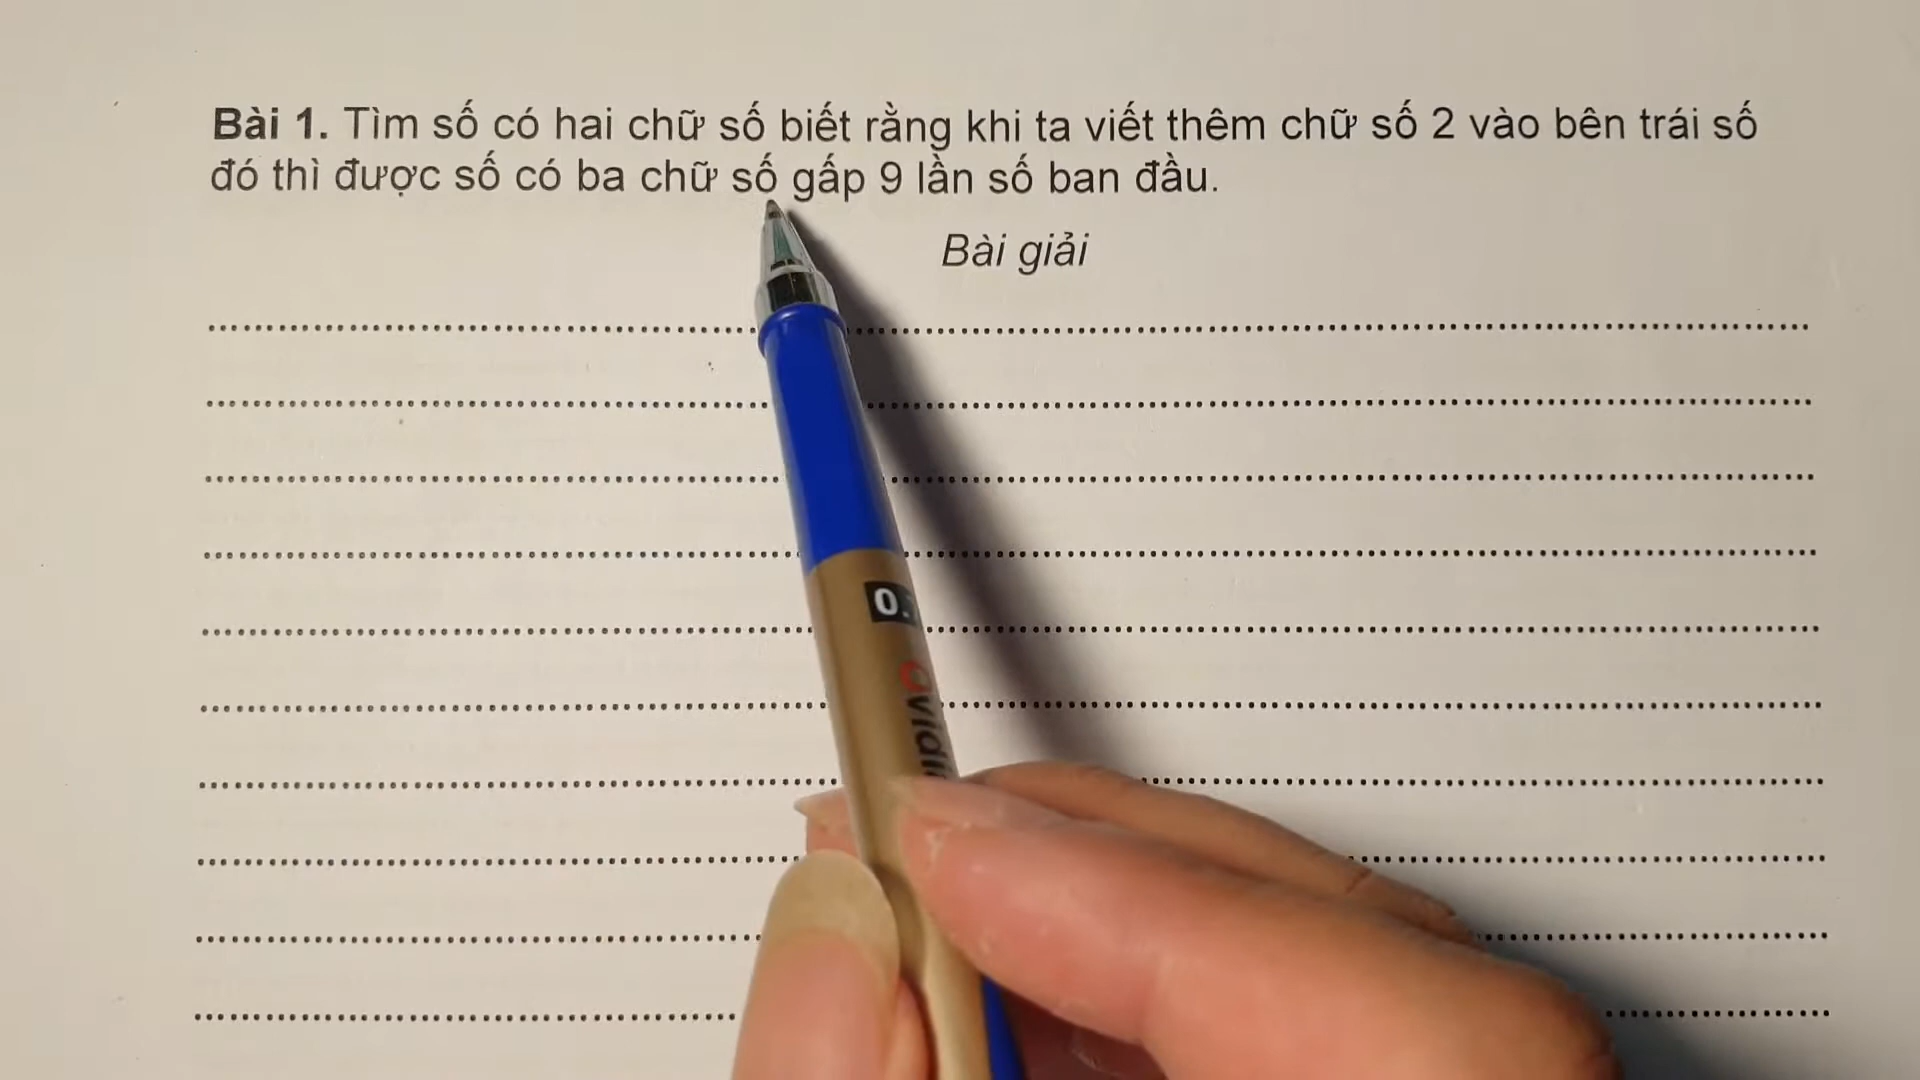 Bài 1. Tìm số có hai chữ số biết rằng khi ta viết thêm chữ số 2 vào bên trái số
đó thì được số có ba chữ số gấp 9 lần số ban đầu.
Bài giải
0.